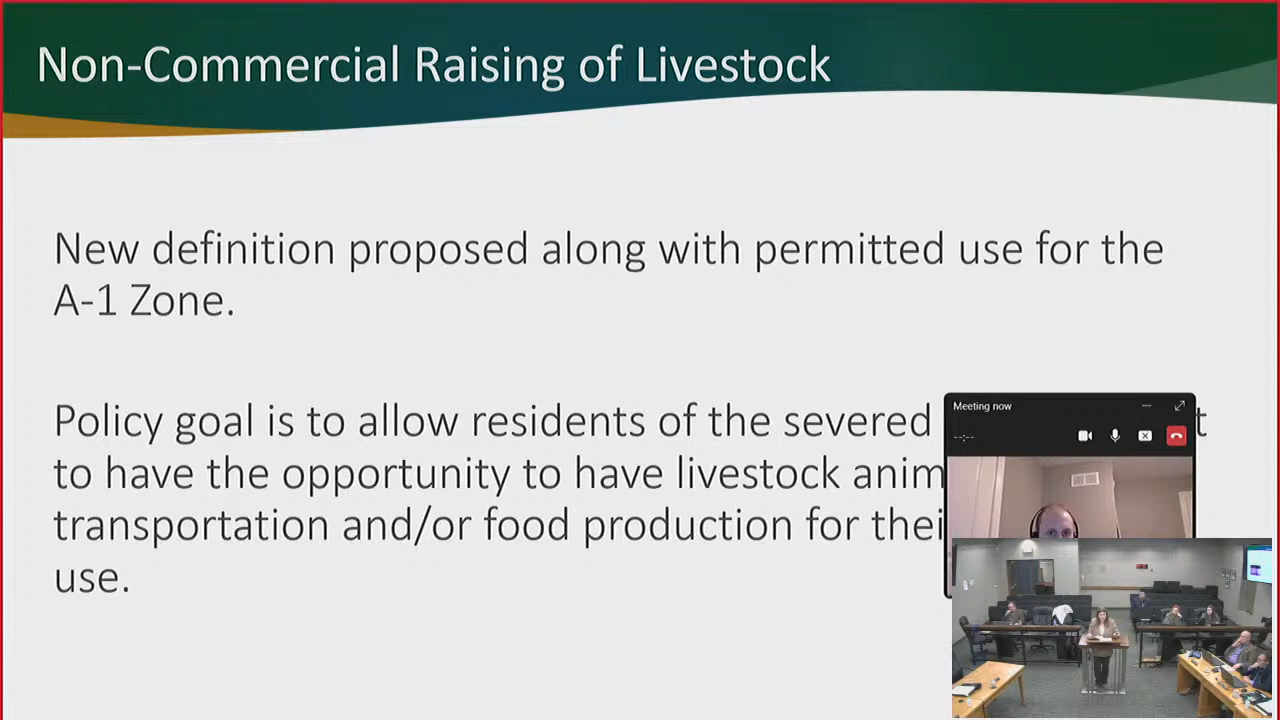 Non-Commercial Raising of Livestock
New definition proposed along with permitted use for the
A-1 Zone.
Policy goal is to allow residents of the severed
to have the opportunity to have livestock
transportation and/or food production for
use.
Meeting now
--:--